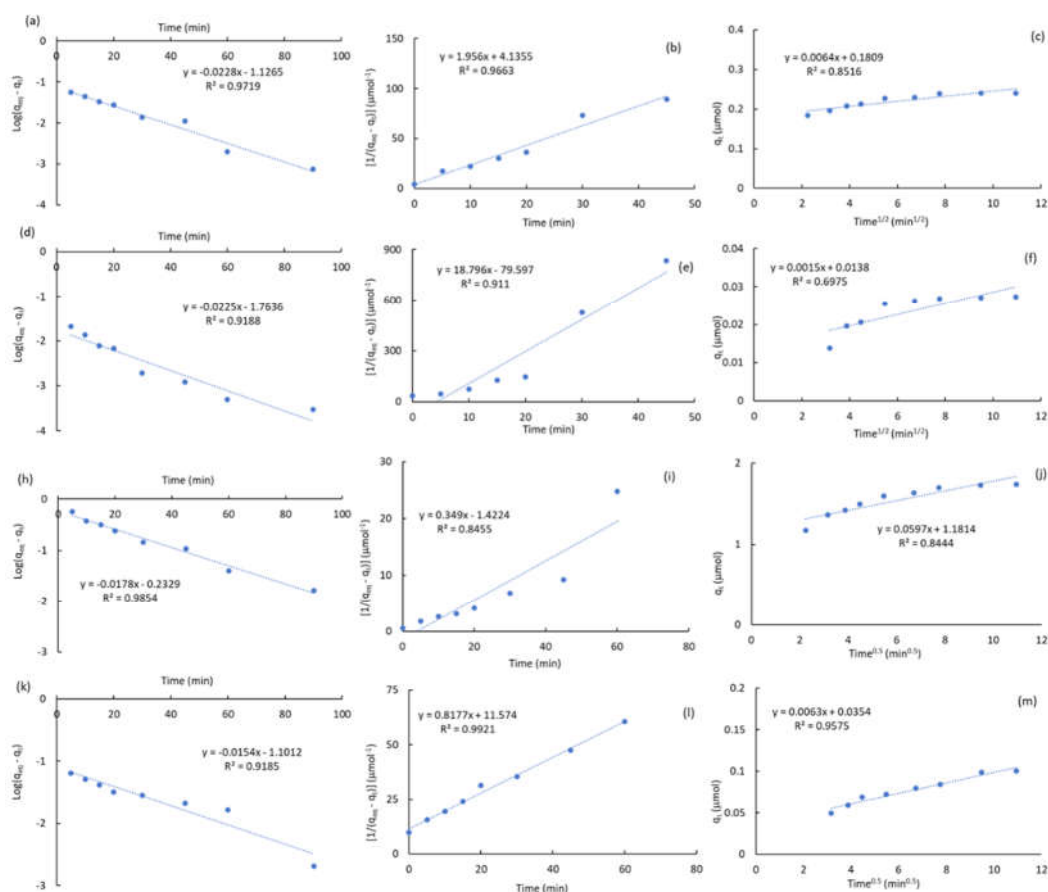 (a)
Time (min)
0 20 40 60 80 100
0
-1
-2
-3
-4
Log(qₑq - qₜ)
y = -0.0228x - 1.1265
R² = 0.9719
(b)
150
100
50
0
[1/(qₑq - qₜ)] (µmol⁻¹)
y = 1.956x + 4.1355
R² = 0.9663
0 10 20 30 40 50
Time (min)
(c)
0.4
0.3
0.2
0.1
0
qₜ (µmol)
y = 0.0064x + 0.1809
R² = 0.8516
0 2 4 6 8 10 12
Time¹/² (min¹/²)
(d)
Time (min)
0 20 40 60 80 100
0
-1
-2
-3
-4
Log(qₑq - qₜ)
y = -0.0225x - 1.7636
R² = 0.9188
(e)
900
600
300
0
[1/(qₑq - qₜ)] (µmol⁻¹)
y = 18.796x - 79.597
R² = 0.911
0 10 20 30 40 50
Time (min)
(f)
0.04
0.03
0.02
0.01
0
qₜ (µmol)
y = 0.0015x + 0.0138
R² = 0.6975
0 2 4 6 8 10 12
Time¹/² (min¹/²)
(h)
Time (min)
0 20 40 60 80 100
0
-1
-2
-3
Log(qₑq - qₜ)
y = -0.0178x - 0.2329
R² = 0.9854
(i)
30
20
10
0
[1/(qₑq - qₜ)] (µmol⁻¹)
y = 0.349x - 1.4224
R² = 0.8455
0 20 40 60 80
Time (min)
(j)
2
1
0
qₜ (µmol)
y = 0.0597x + 1.1814
R² = 0.8444
0 2 4 6 8 10 12
Time⁰·⁵ (min⁰·⁵)
(k)
Time (min)
0 20 40 60 80 100
0
-1
-2
-3
Log(qₑq - qₜ)
y = -0.0154x - 1.1012
R² = 0.9185
(l)
75
50
25
0
[1/(qₑq - qₜ)] (µmol⁻¹)
y = 0.8177x + 11.574
R² = 0.9921
0 20 40 60 80
Time (min)
(m)
0.2
0.15
0.1
0.05
0
qₜ (µmol)
y = 0.0063x + 0.0354
R² = 0.9575
0 2 4 6 8 10 12
Time⁰·⁵ (min⁰·⁵)